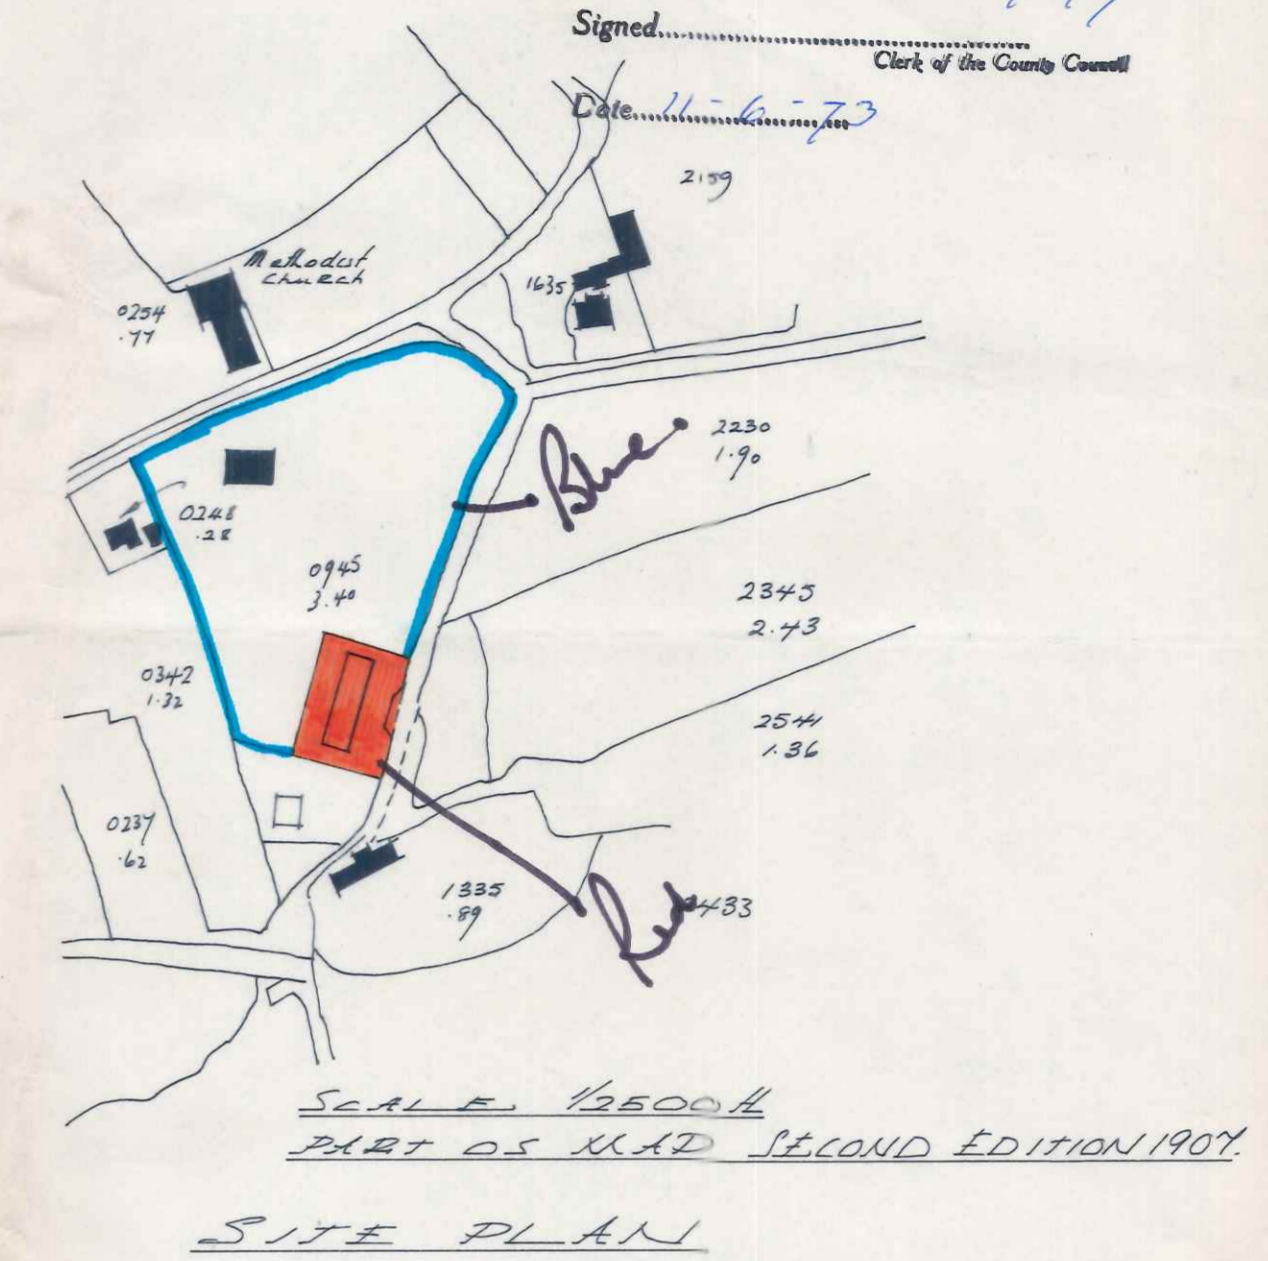 Signed
Clerk of the County Council
Date 11-6-73
2159
Methodist
Church
1635
0254
.77
Blue
2230
1.90
0248
.28
0945
3.40
2345
2.43
0342
1.32
2541
1.36
0237
.62
1335
.89
Red
433
SCALE 1/2500th
PART OS MAP SECOND EDITION 1907.
SITE PLAN